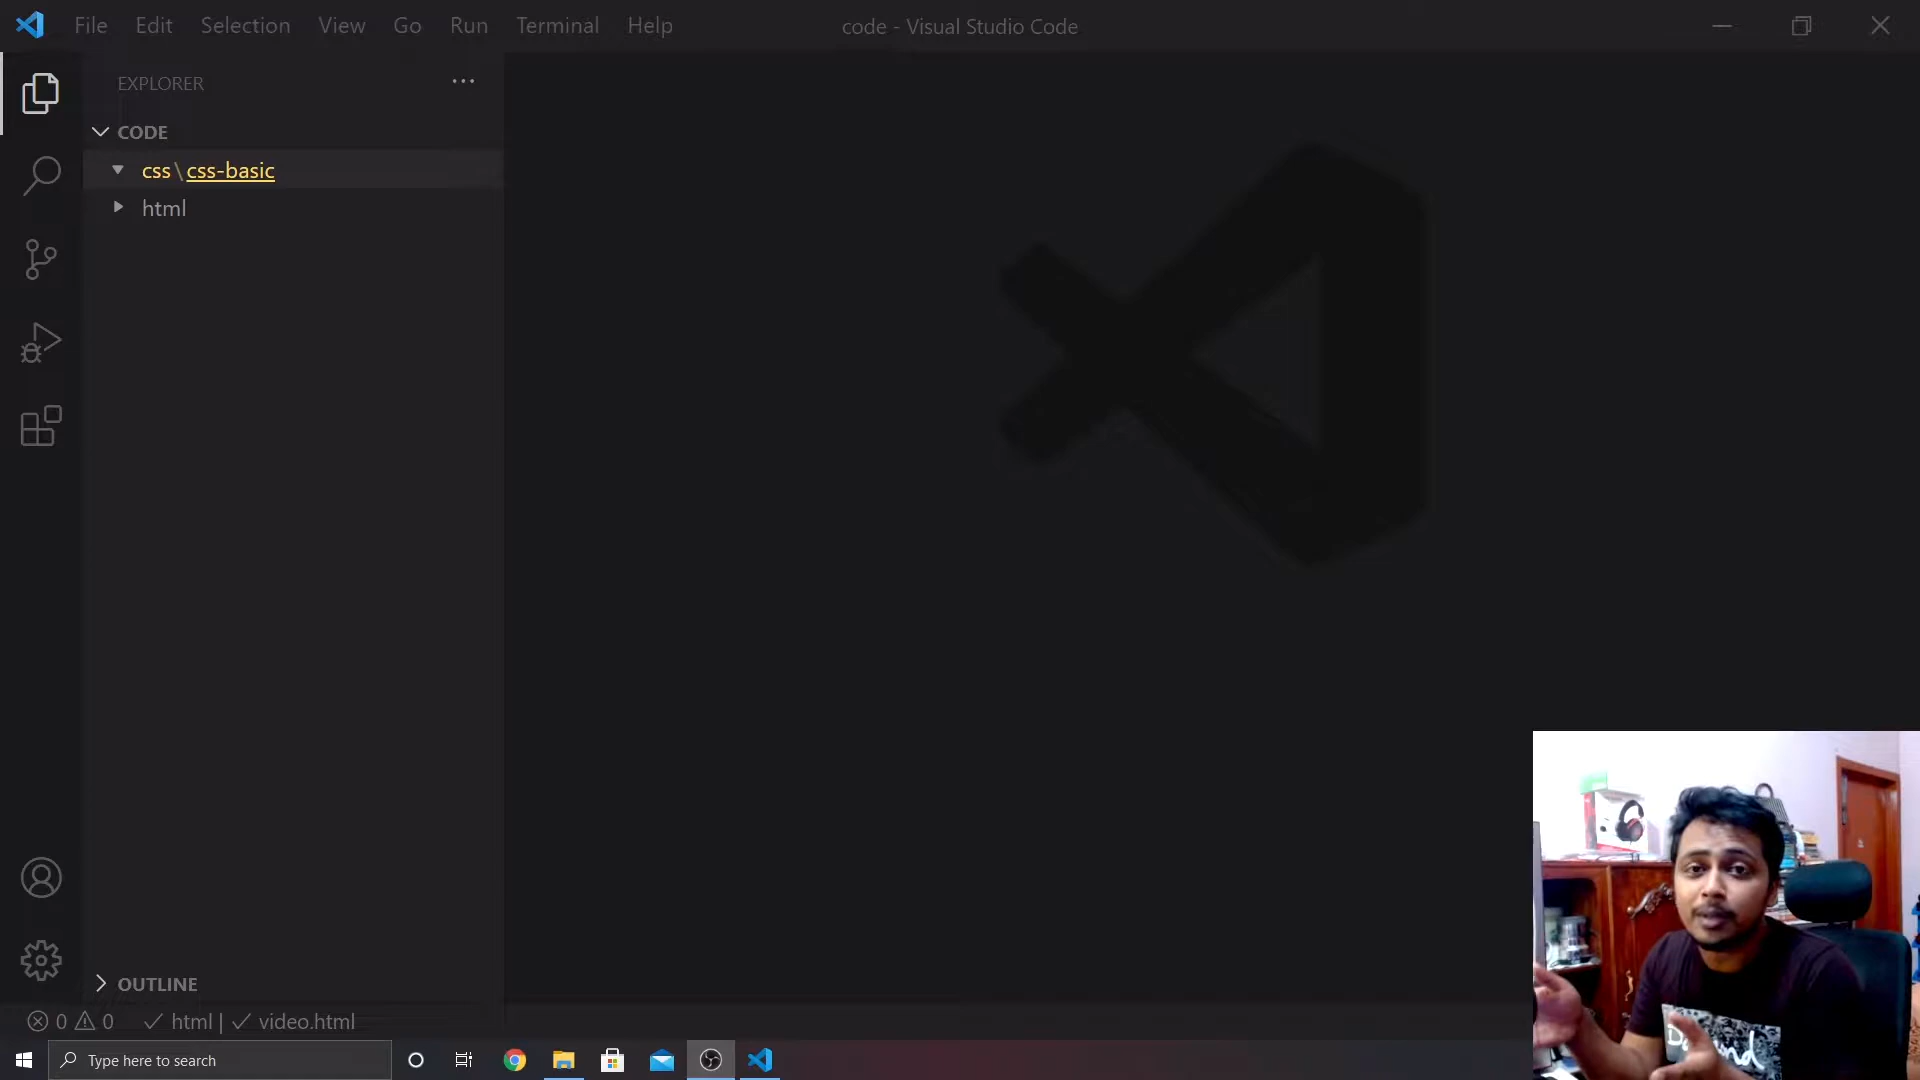 File Edit Selection View Go Run Terminal Help code - Visual Studio Code
EXPLORER
CODE
css\css-basic
html
OUTLINE
0 0 html | video.html
Type here to search